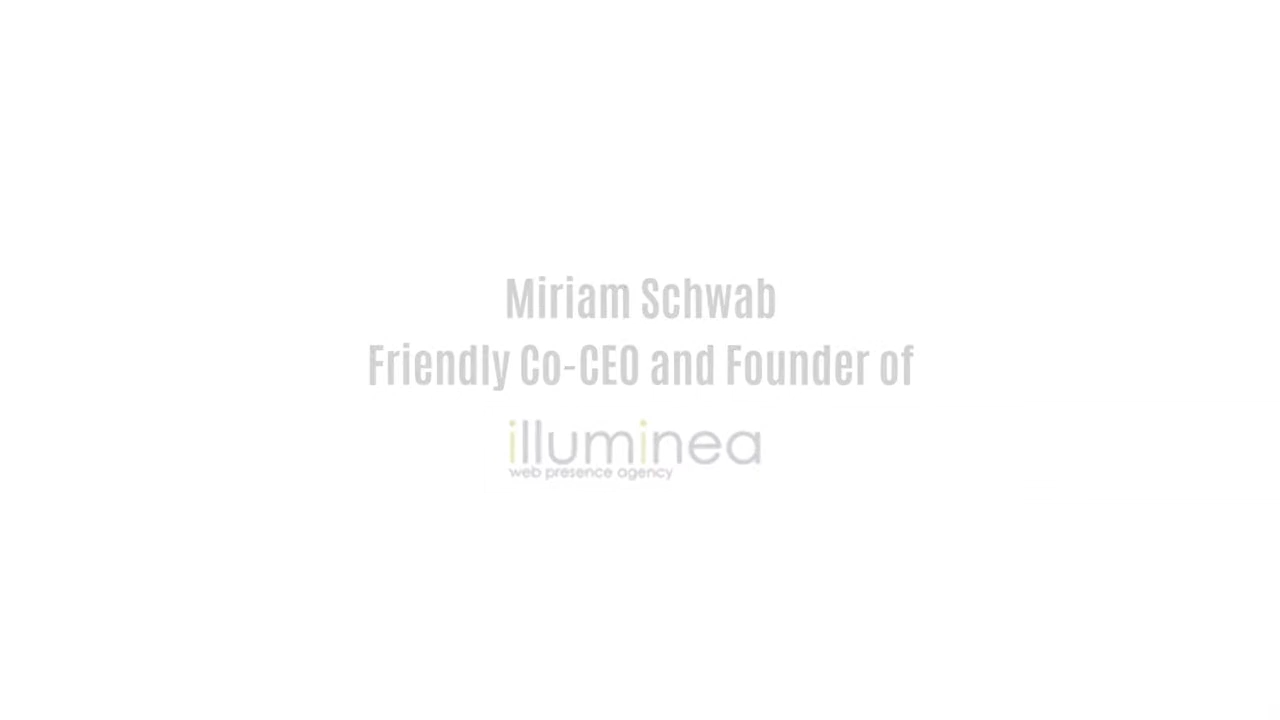 Miriam Schwab
Friendly Co-CEO and Founder of
illuminea
web presence agency